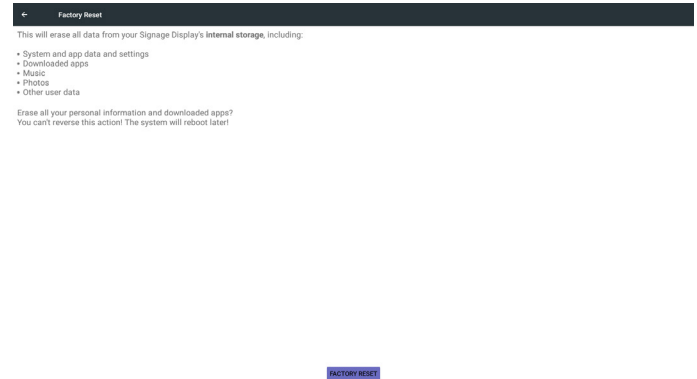 Factory Reset
This will erase all data from your Signage Display's internal storage, including:
• System and app data and settings
• Downloaded apps
• Music
• Photos
• Other user data
Erase all your personal information and downloaded apps?
You can't reverse this action! The system will reboot later!
FACTORY RESET